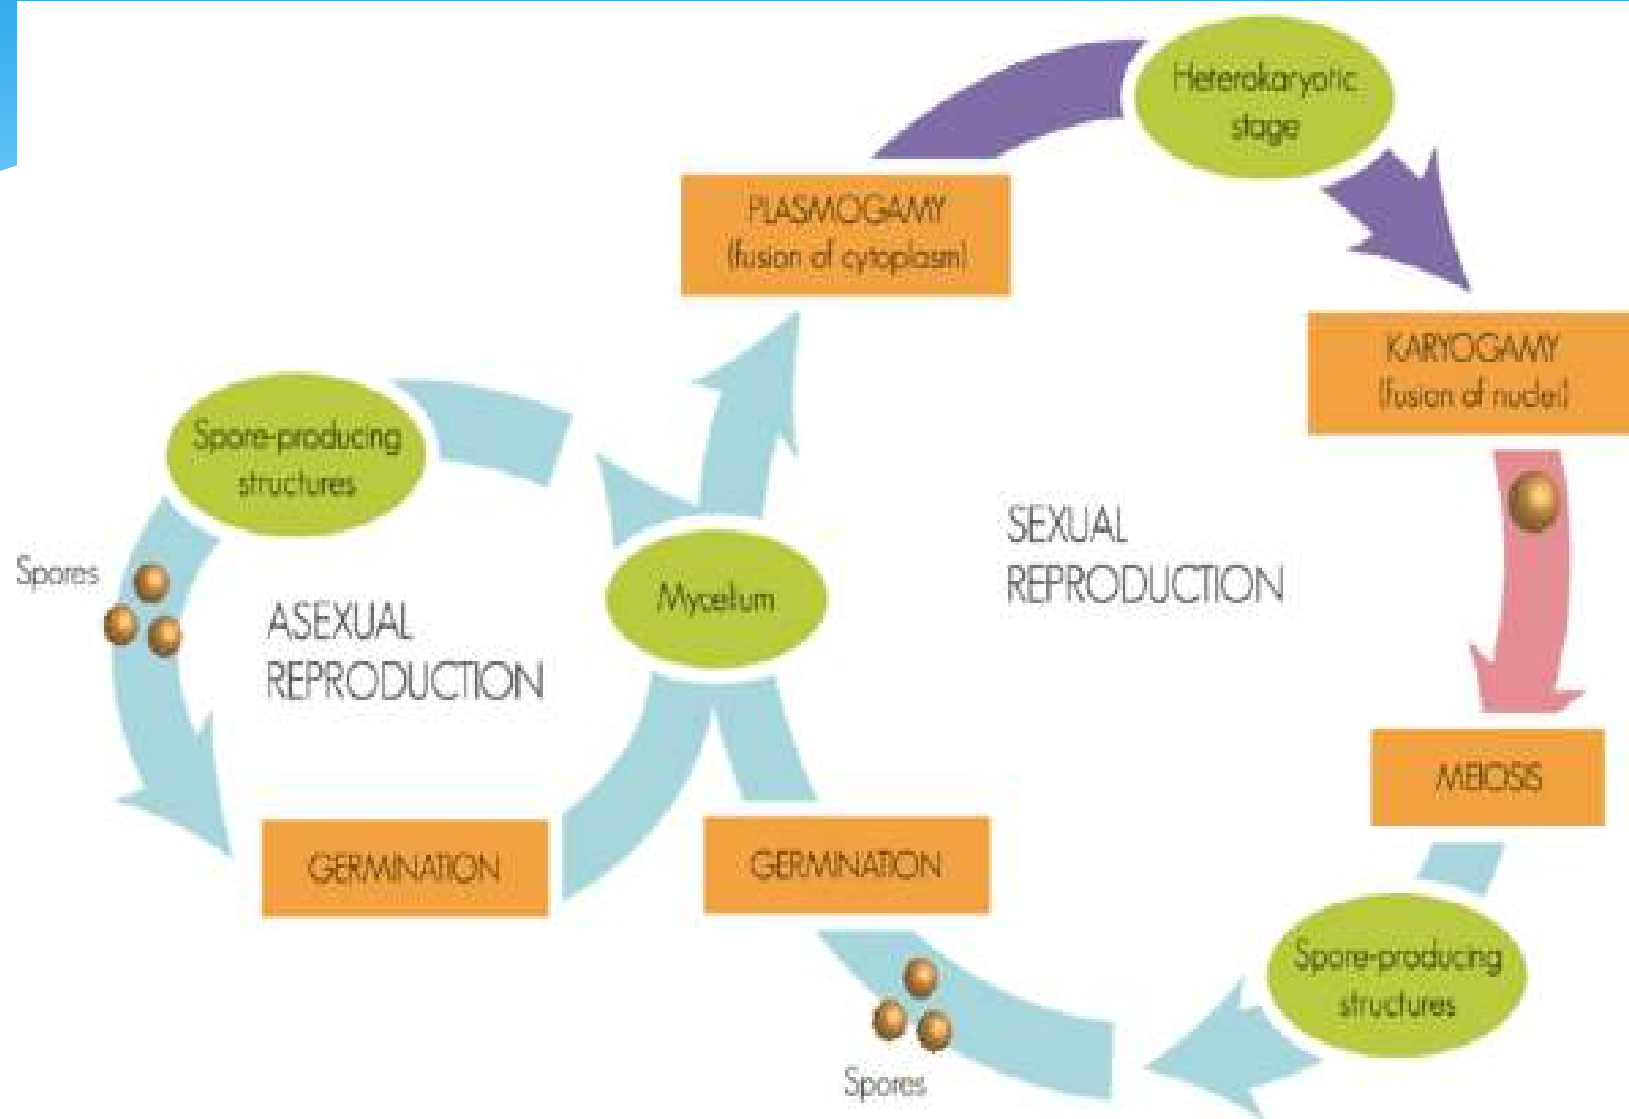 Heterokaryotic
stage
PLASMOGAMY
(fusion of cytoplasm)
KARYOGAMY
(fusion of nuclei)
Spore-producing
structures
Spores
ASEXUAL
REPRODUCTION
Mycelium
SEXUAL
REPRODUCTION
MEIOSIS
GERMINATION
GERMINATION
Spore-producing
structures
Spores